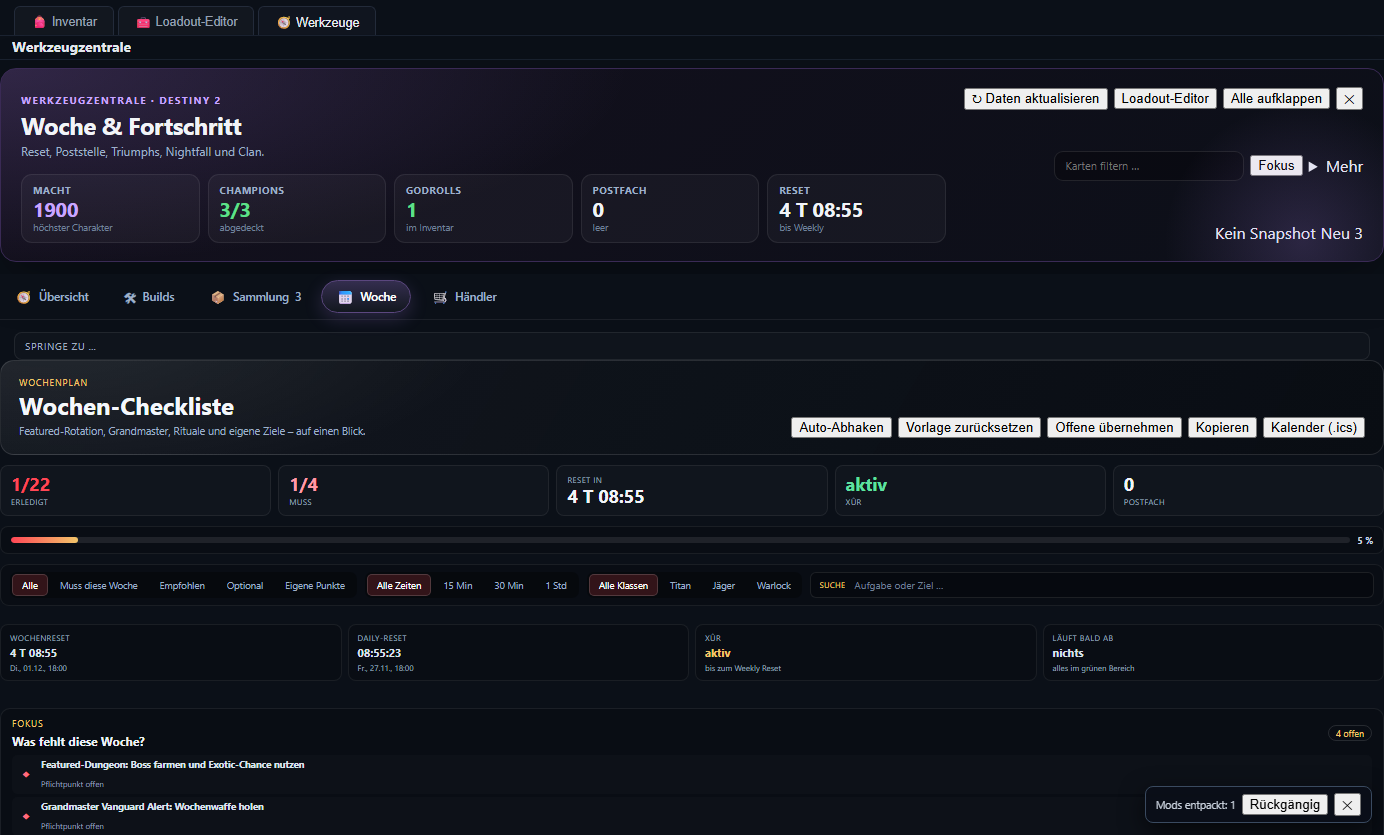 Inventar Loadout-Editor Werkzeuge
Werkzeugzentrale
WERKZEUGZENTRALE · DESTINY 2
↻ Daten aktualisieren Loadout-Editor Alle aufklappen ✕
Woche & Fortschritt
Reset, Poststelle, Triumphs, Nightfall und Clan.
Karten filtern ... Fokus ▶ Mehr
MACHT
1900
höchster Charakter
CHAMPIONS
3/3
abgedeckt
GODROLLS
1
im Inventar
POSTFACH
0
leer
RESET
4 T 08:55
bis Weekly
Kein Snapshot Neu 3
Übersicht Builds Sammlung 3 Woche Händler
SPRINGE ZU ...
WOCHENPLAN
Wochen-Checkliste
Featured-Rotation, Grandmaster, Rituale und eigene Ziele – auf einen Blick.
Auto-Abhaken Vorlage zurücksetzen Offene übernehmen Kopieren Kalender (.ics)
1/22
ERLEDIGT
1/4
MUSS
RESET IN
4 T 08:55
aktiv
XÛR
0
POSTFACH
5 %
Alle Muss diese Woche Empfohlen Optional Eigene Punkte Alle Zeiten 15 Min 30 Min 1 Std Alle Klassen Titan Jäger Warlock SUCHE Aufgabe oder Ziel ...
WOCHENRESET
4 T 08:55
Di., 01.12., 18:00
DAILY-RESET
08:55:23
Fr., 27.11., 18:00
XÛR
aktiv
bis zum Weekly Reset
LÄUFT BALD AB
nichts
alles im grünen Bereich
FOKUS
Was fehlt diese Woche?
4 offen
Featured-Dungeon: Boss farmen und Exotic-Chance nutzen
Pflichtpunkt offen
Grandmaster Vanguard Alert: Wochenwaffe holen
Pflichtpunkt offen
Mods entpackt: 1 Rückgängig ✕